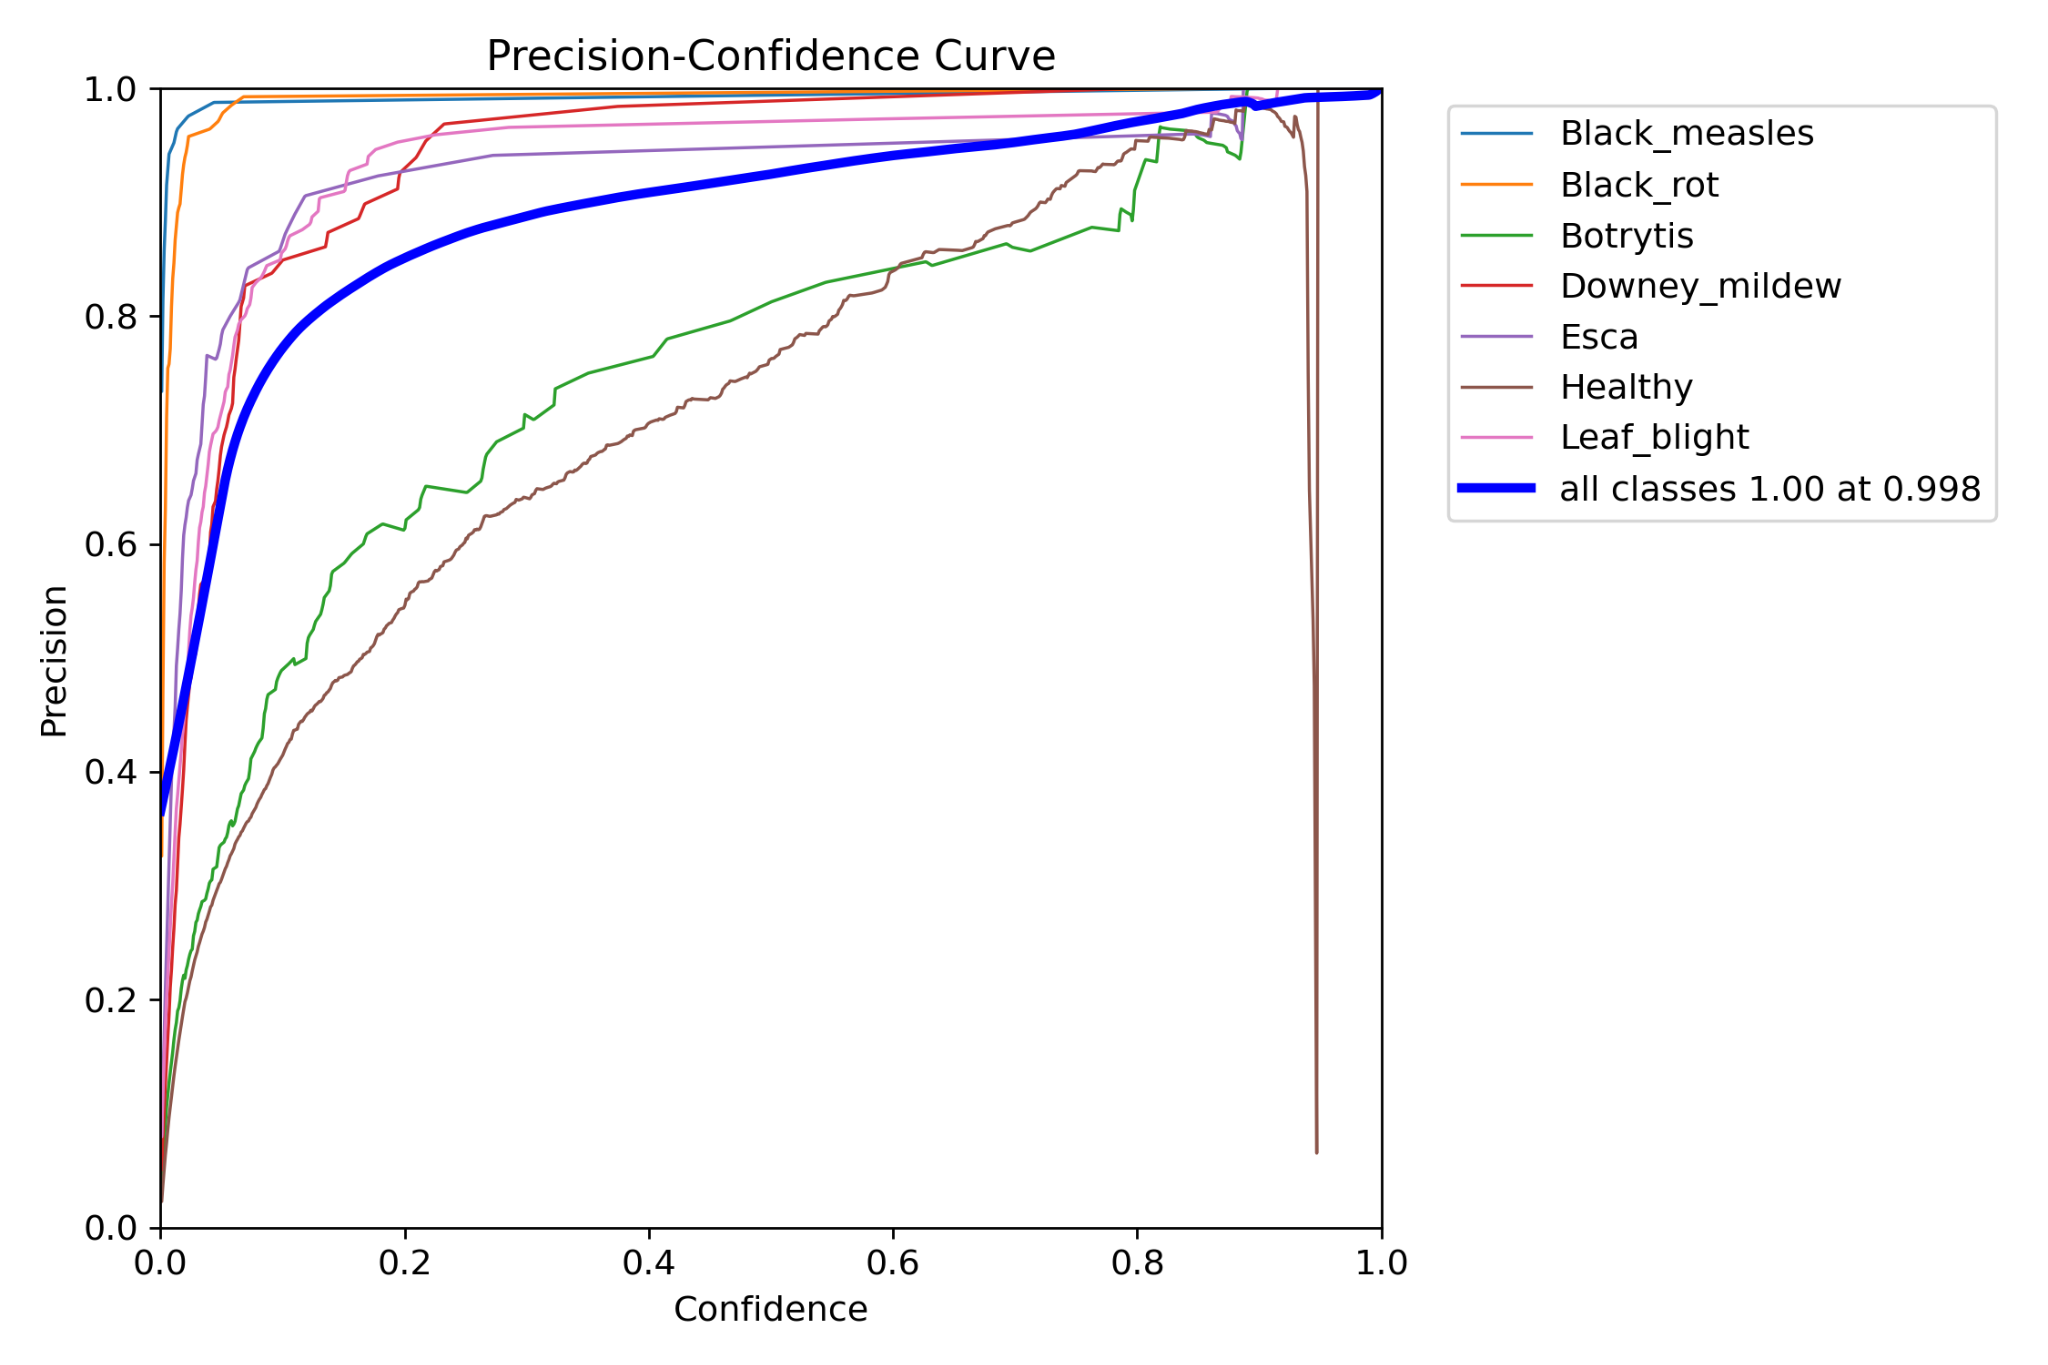 Precision-Confidence Curve
1.0
0.8
0.6
0.4
0.2
0.0
Precision
0.0 0.2 0.4 0.6 0.8 1.0
Confidence
Black_measles
Black_rot
Botrytis
Downey_mildew
Esca
Healthy
Leaf_blight
all classes 1.00 at 0.998